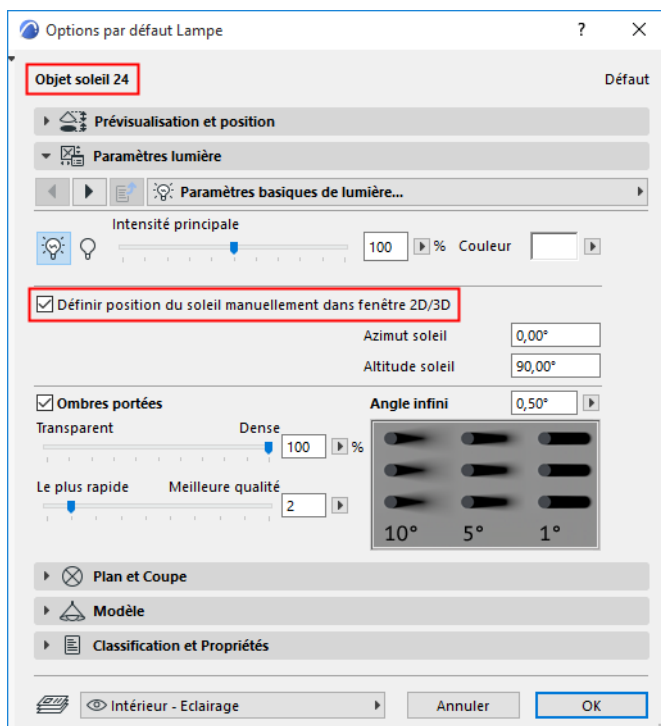 Options par défaut Lampe
?
Objet soleil 24
Défaut
Prévisualisation et position
Paramètres lumière
Paramètres basiques de lumière...
Intensité principale
100 % Couleur
Définir position du soleil manuellement dans fenêtre 2D/3D
Azimut soleil 0,00°
Altitude soleil 90,00°
Ombres portées
Angle infini 0,50°
Transparent Dense
100 %
Le plus rapide Meilleure qualité
2
10° 5° 1°
Plan et Coupe
Modèle
Classification et Propriétés
Intérieur - Eclairage
Annuler
OK